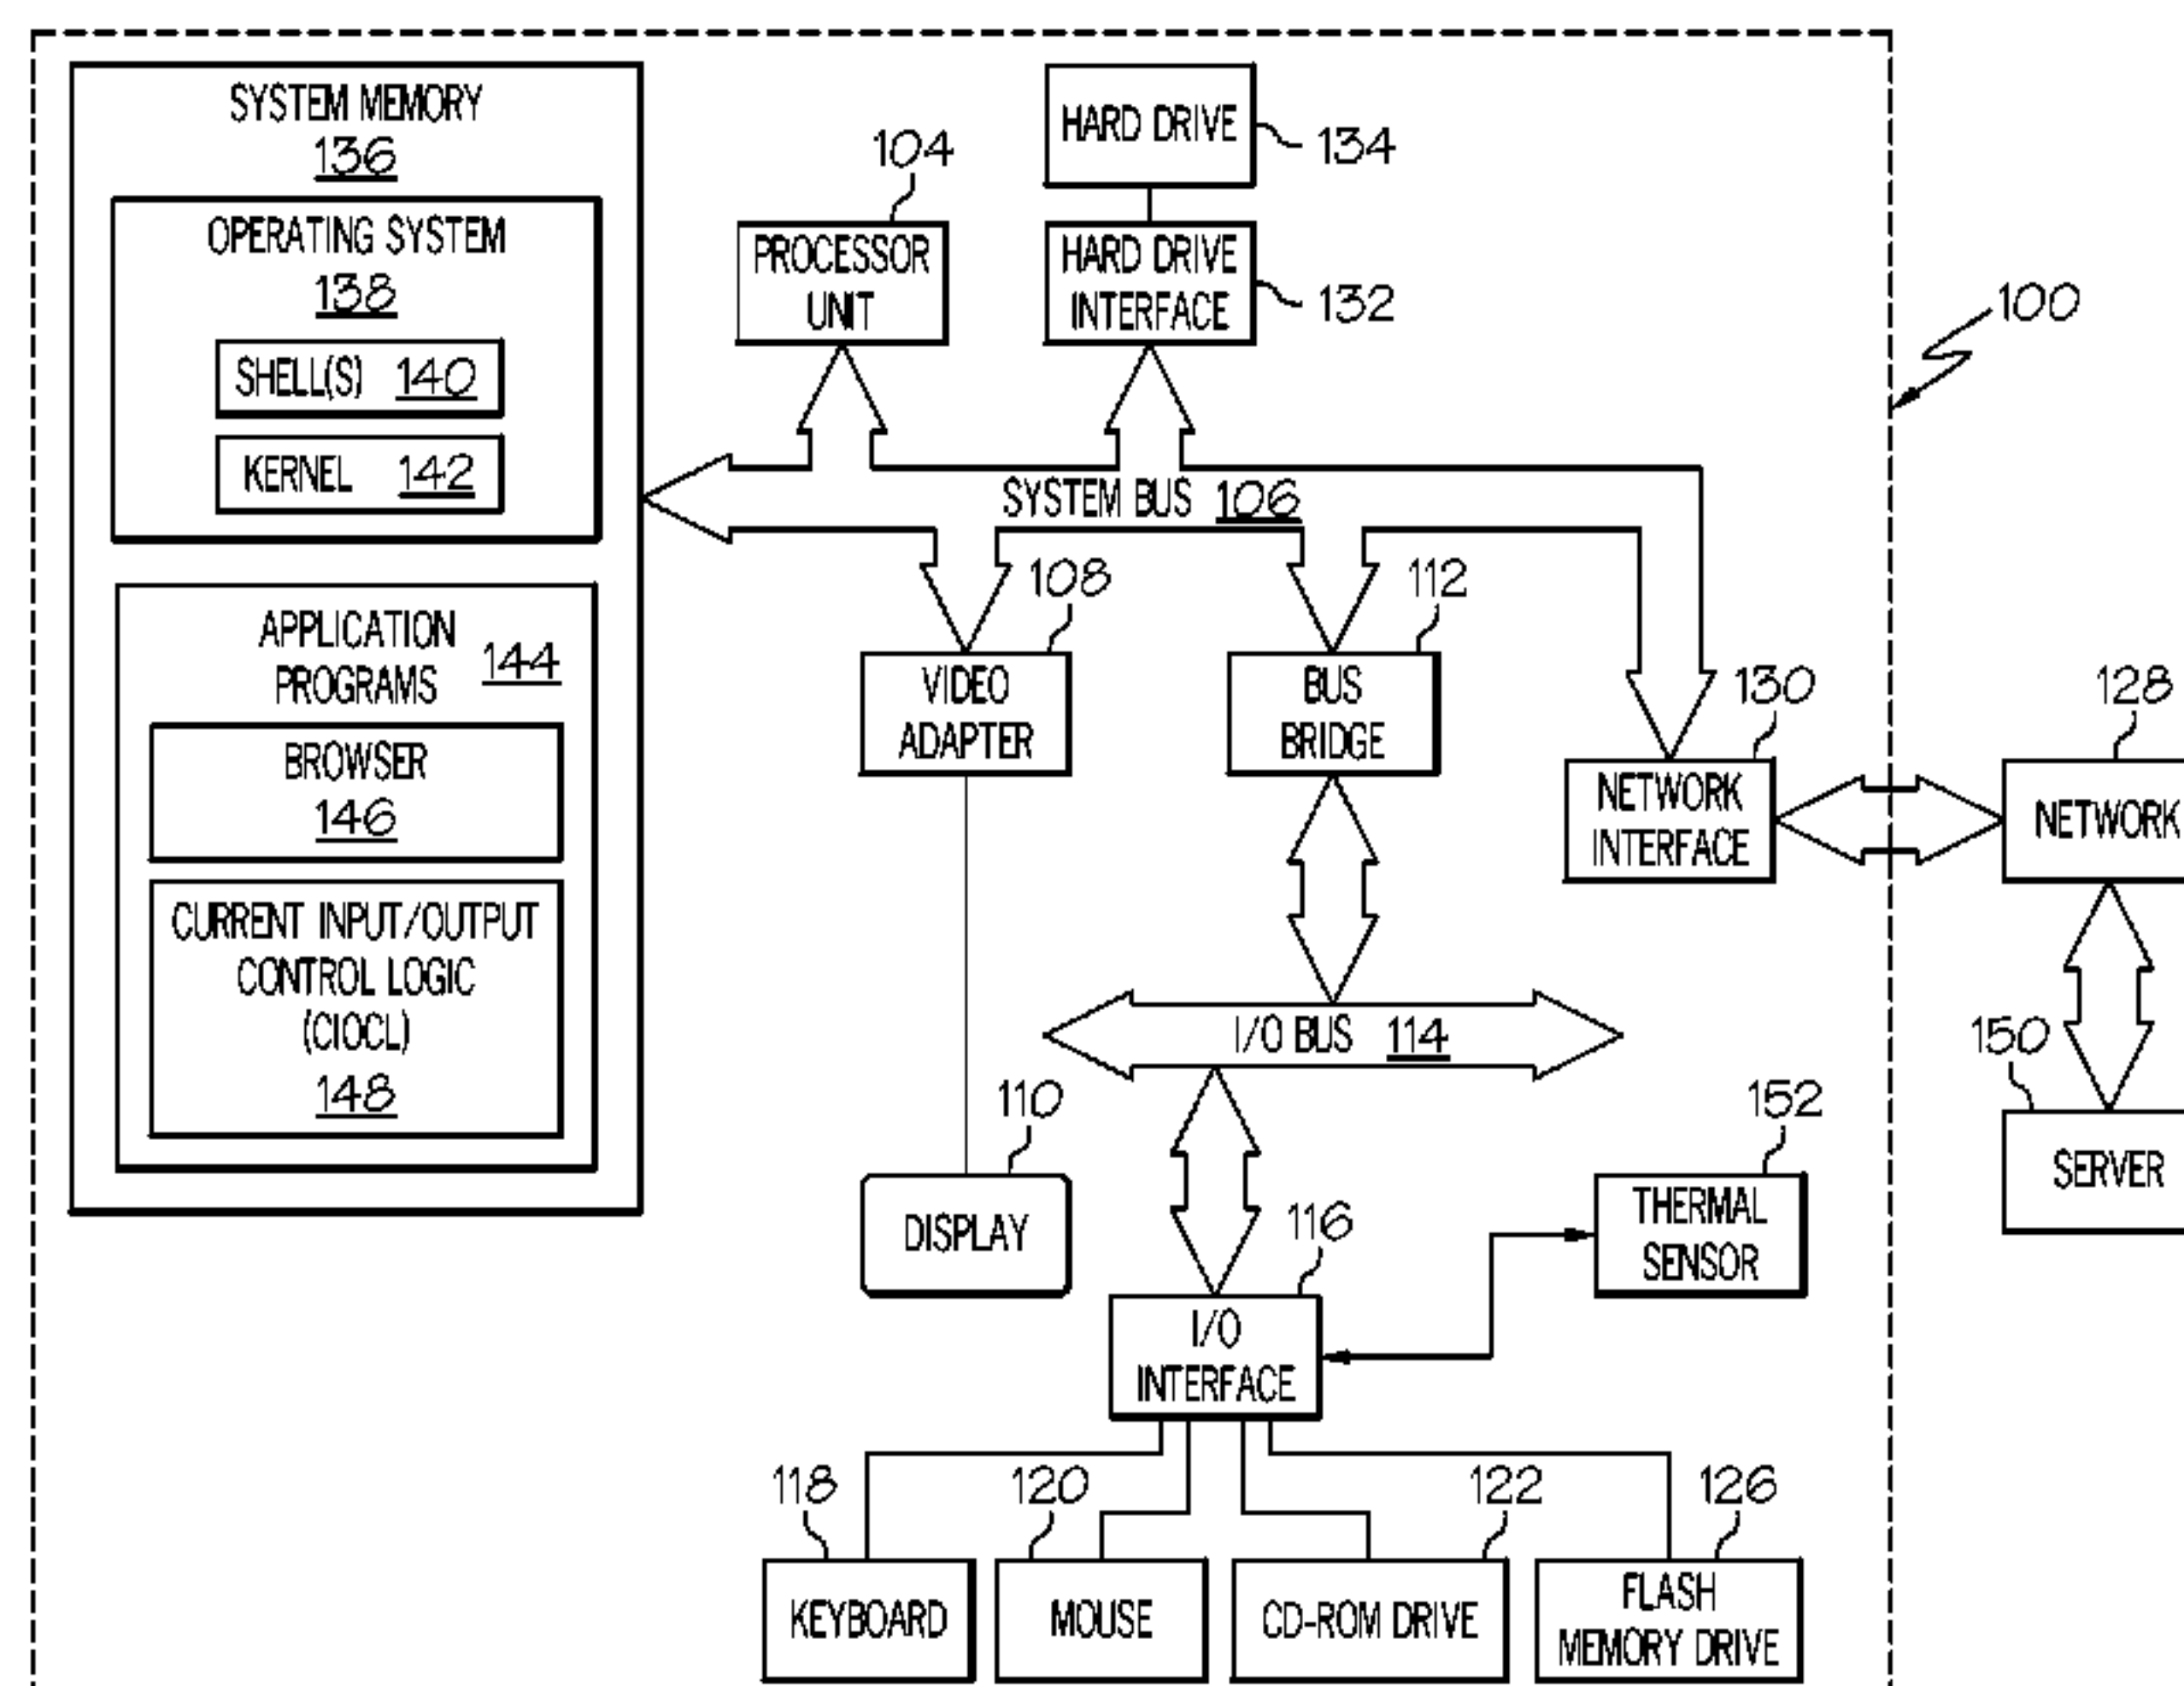 SYSTEM MEMORY
136
OPERATING SYSTEM
138
SHELL(S) 140
KERNEL 142
APPLICATION
PROGRAMS 144
BROWSER
146
CURRENT INPUT/OUTPUT
CONTROL LOGIC
(CIOCL)
148
104
PROCESSOR
UNIT
HARD DRIVE
134
HARD DRIVE
INTERFACE
132
100
SYSTEM BUS 106
108
VIDEO
ADAPTER
112
BUS
BRIDGE
130
NETWORK
INTERFACE
128
NETWORK
I/O BUS 114
110
DISPLAY
116
I/O
INTERFACE
152
THERMAL
SENSOR
150
SERVER
118
KEYBOARD
120
MOUSE
122
CD-ROM DRIVE
126
FLASH
MEMORY DRIVE